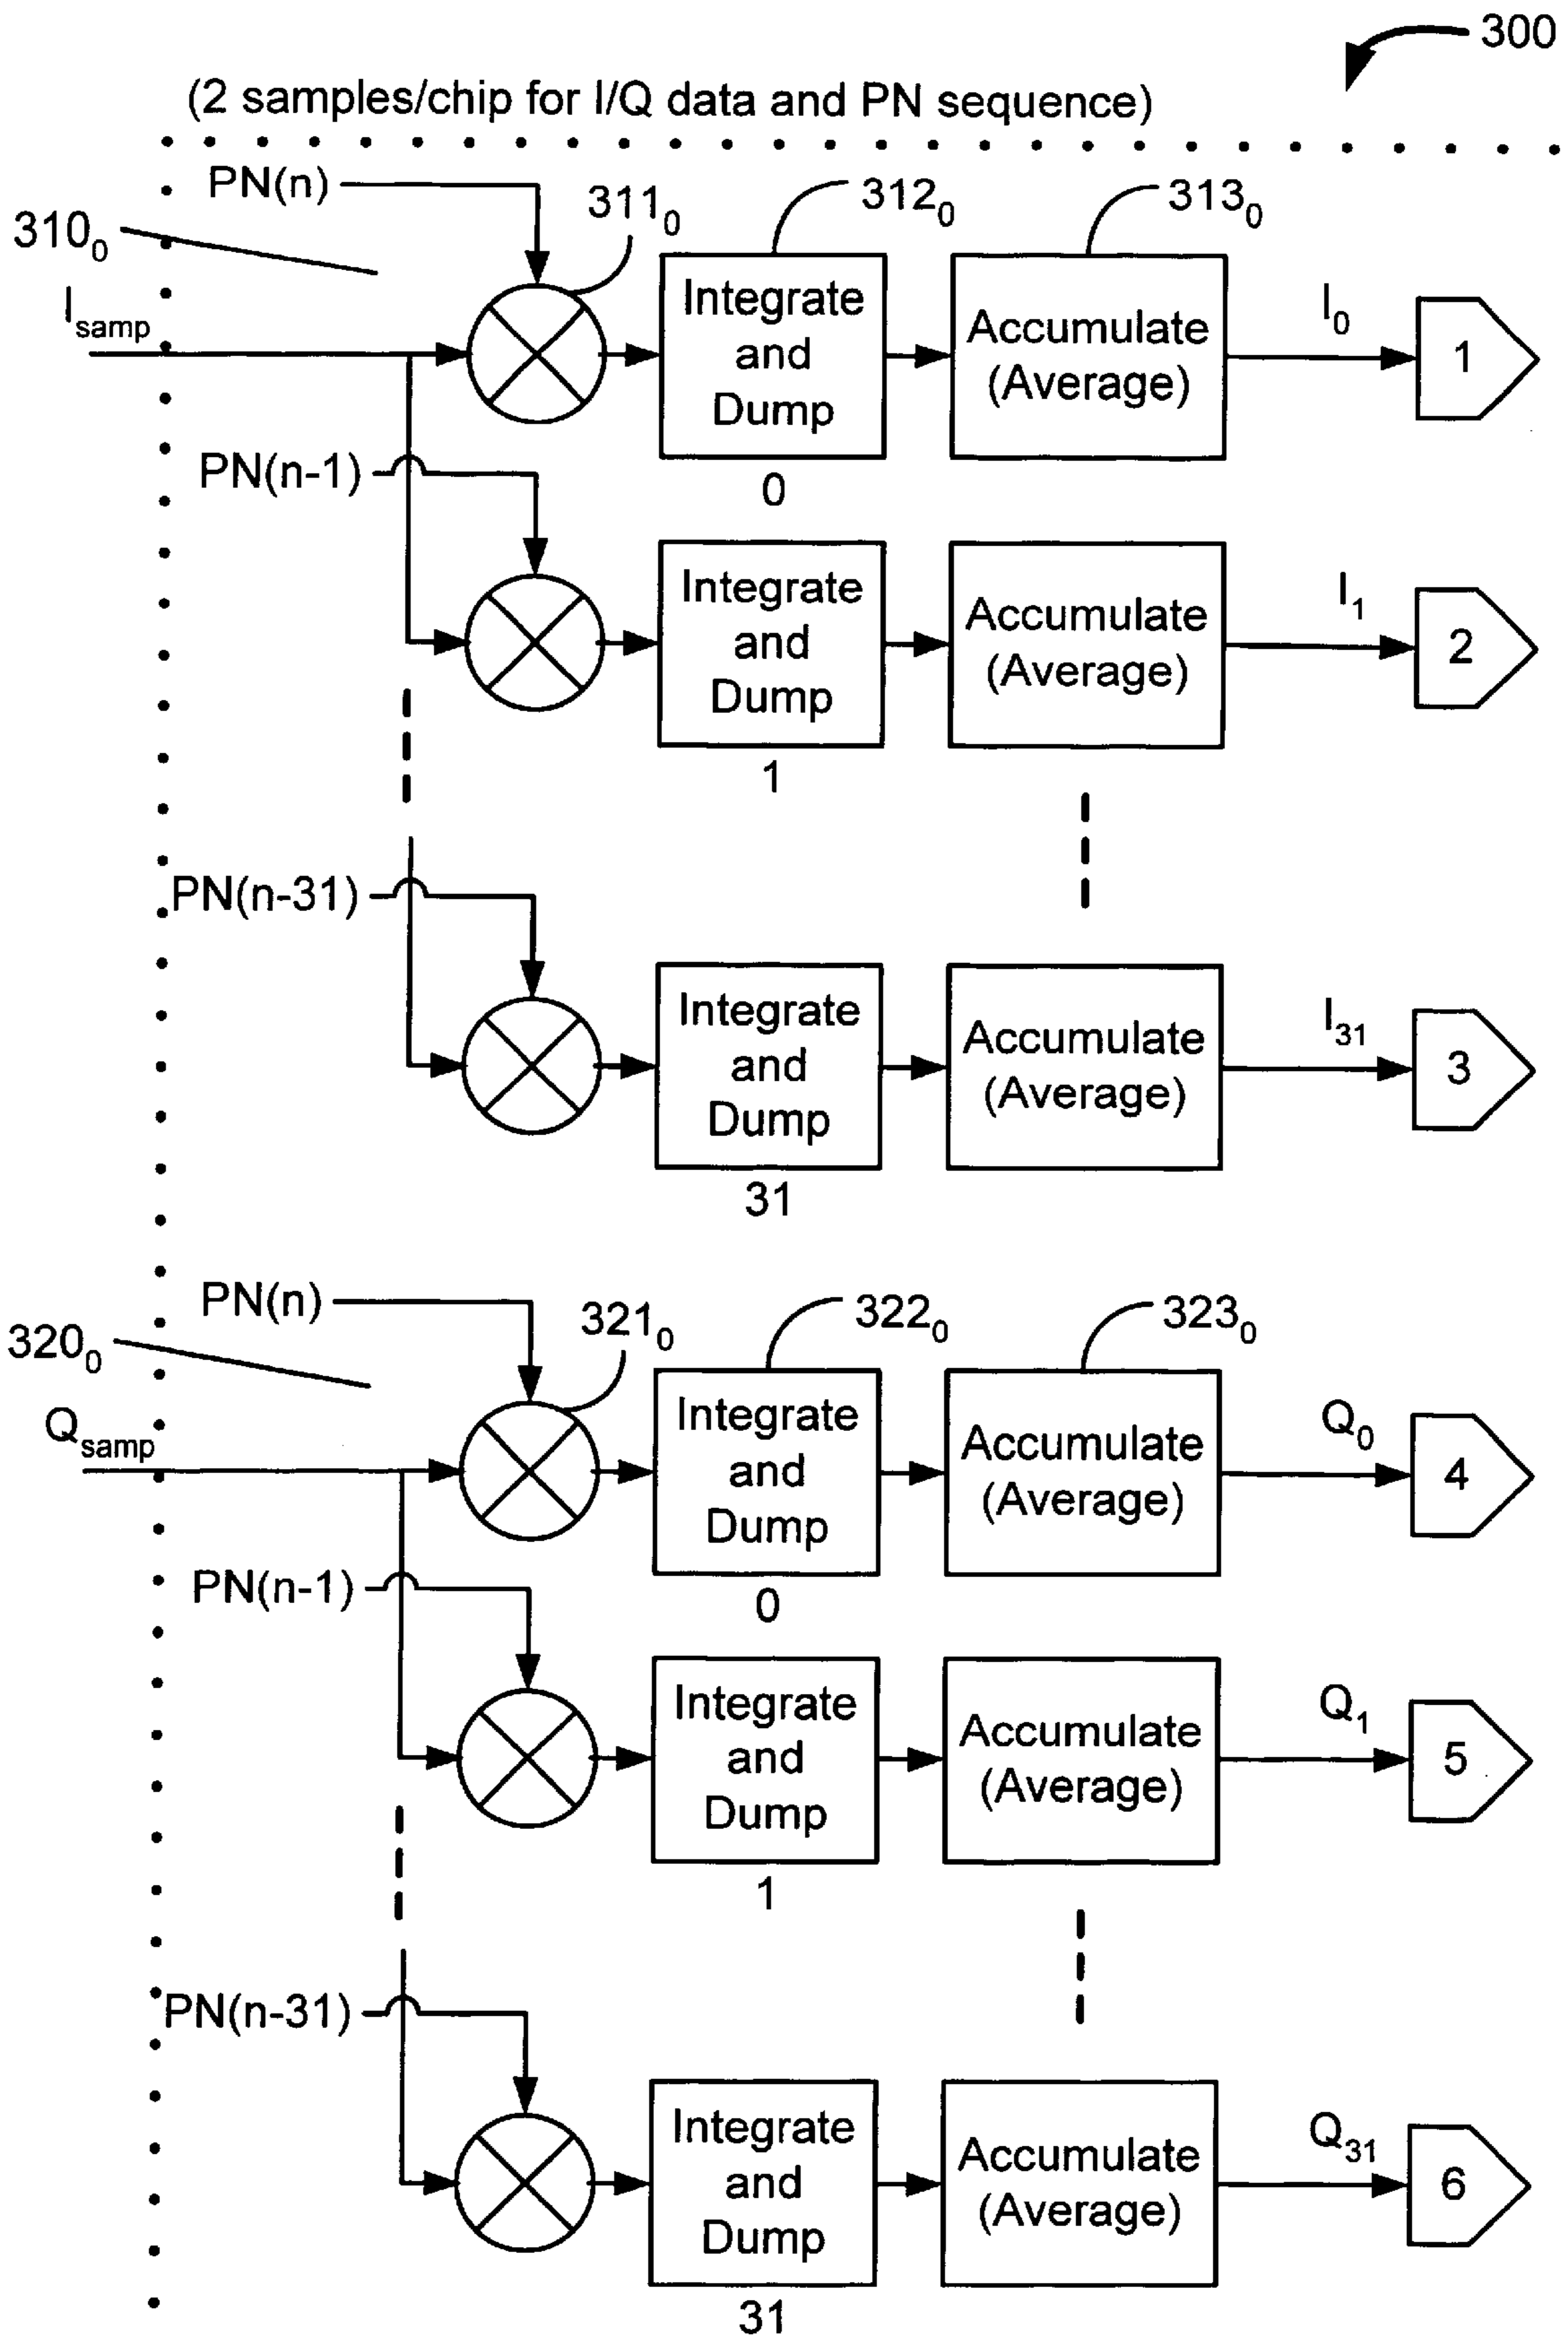 300
(2 samples/chip for I/Q data and PN sequence)
PN(n)
311₀
312₀
313₀
310₀
I_samp
Integrate
and
Dump
0
Accumulate
(Average)
I₀
1
PN(n-1)
Integrate
and
Dump
1
Accumulate
(Average)
I₁
2
PN(n-31)
Integrate
and
Dump
31
Accumulate
(Average)
I₃₁
3
PN(n)
321₀
322₀
323₀
320₀
Q_samp
Integrate
and
Dump
0
Accumulate
(Average)
Q₀
4
PN(n-1)
Integrate
and
Dump
1
Accumulate
(Average)
Q₁
5
PN(n-31)
Integrate
and
Dump
31
Accumulate
(Average)
Q₃₁
6